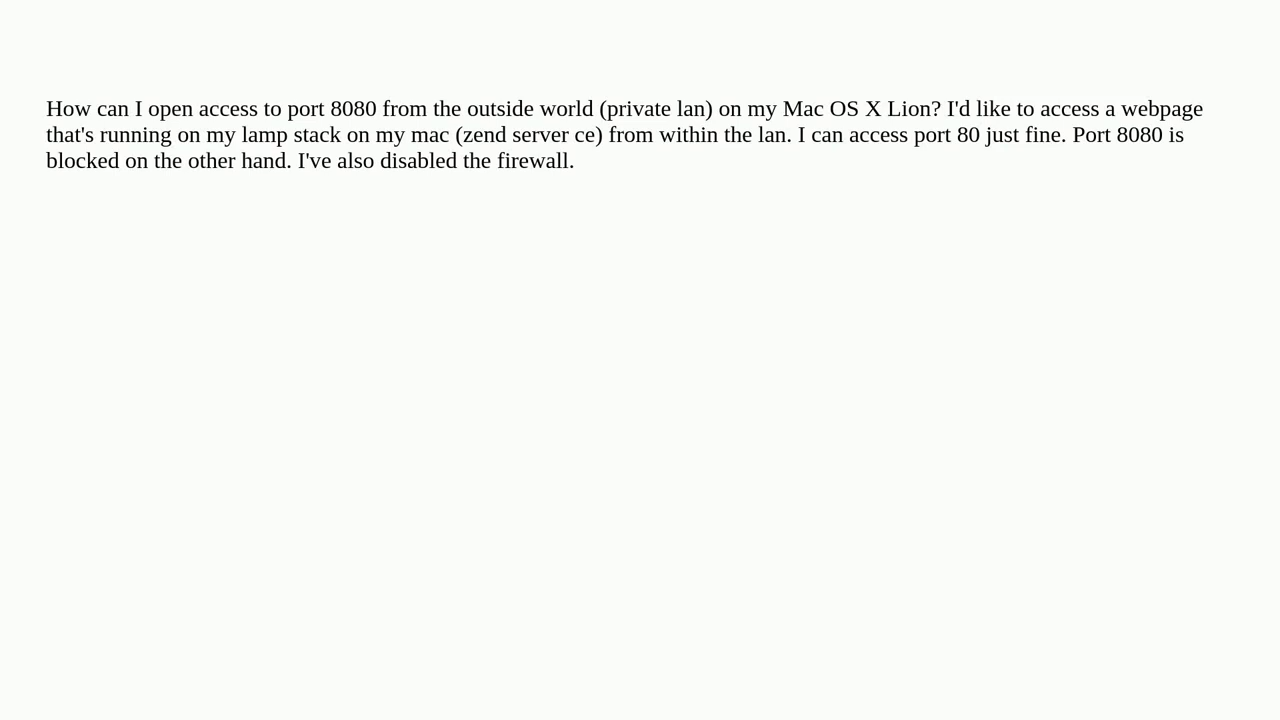 How can I open access to port 8080 from the outside world (private lan) on my Mac OS X Lion? I'd like to access a webpage
that's running on my lamp stack on my mac (zend server ce) from within the lan. I can access port 80 just fine. Port 8080 is
blocked on the other hand. I've also disabled the firewall.